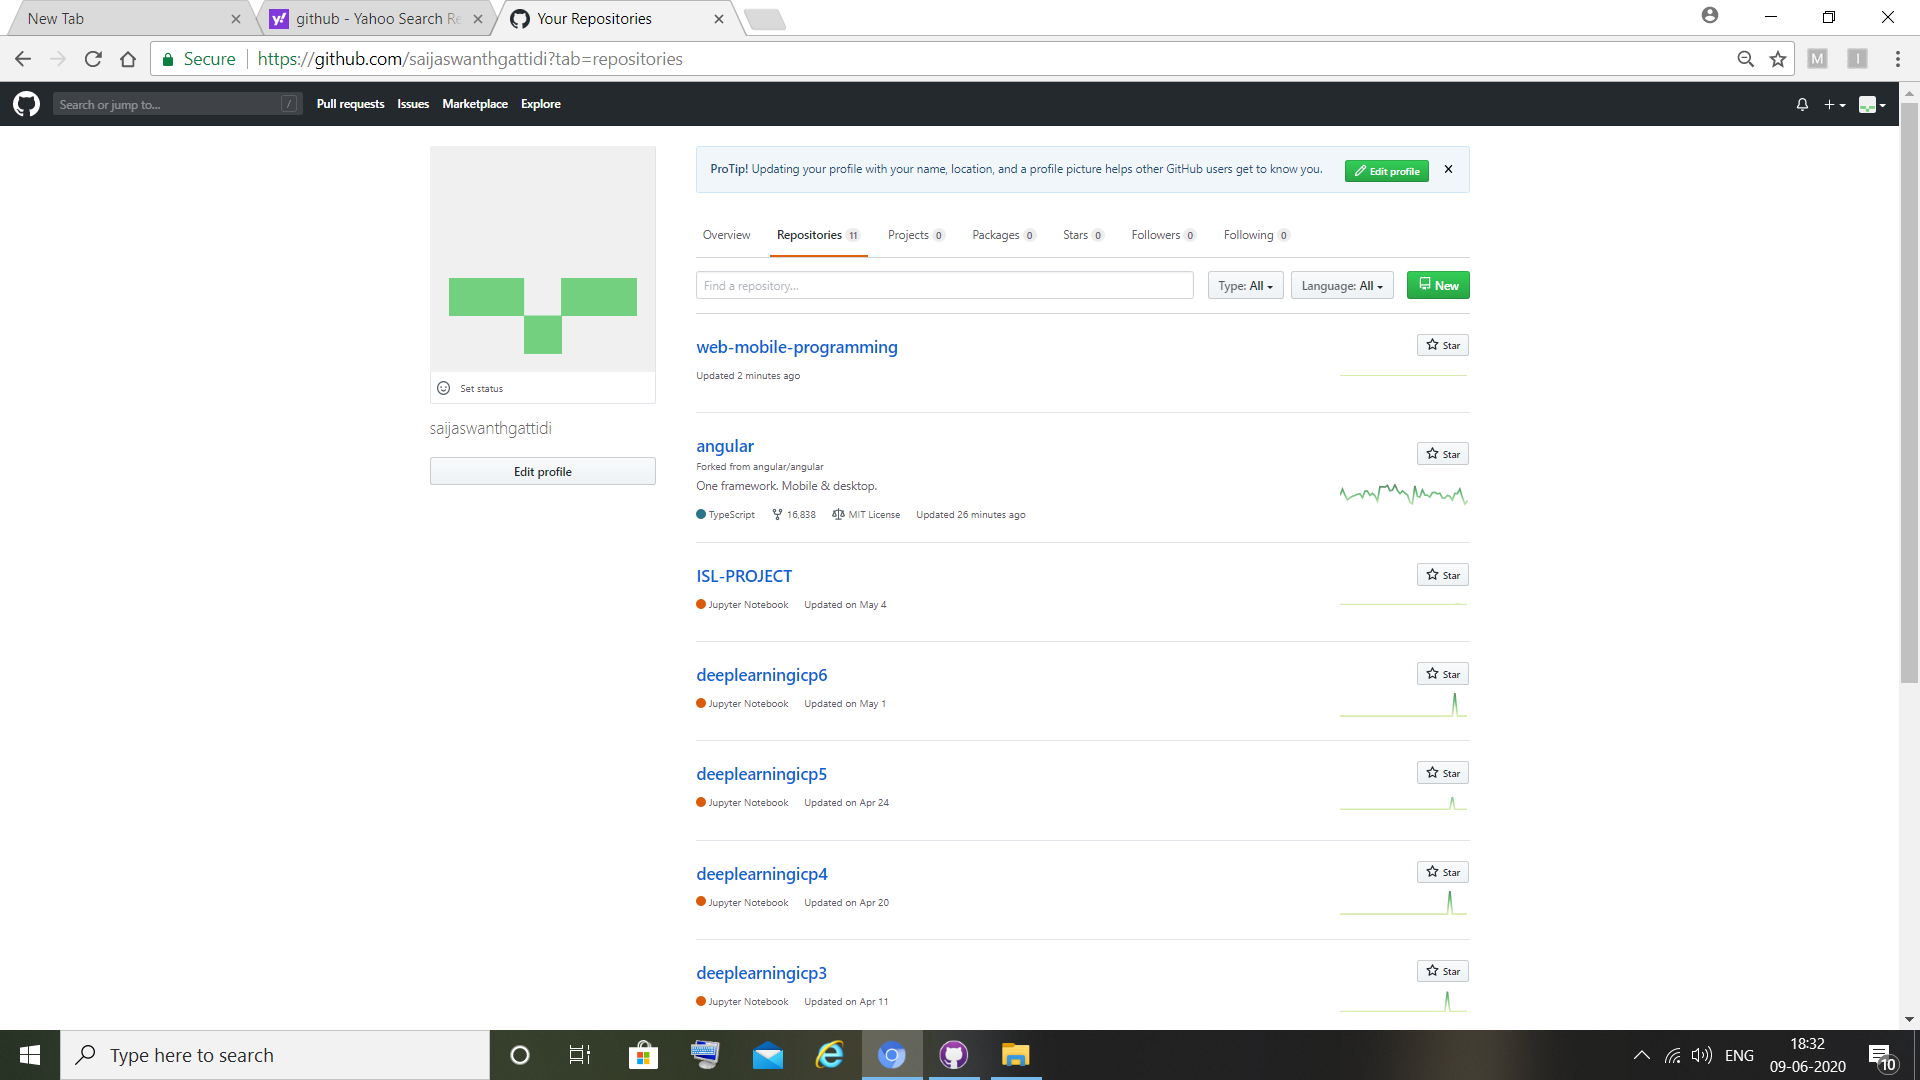 New Tab
github - Yahoo Search Re
Your Repositories
Secure
https://github.com/saijaswanthgattidi?tab=repositories
M
I
Search or jump to...
/
Pull requests
Issues
Marketplace
Explore
ProTip! Updating your profile with your name, location, and a profile picture helps other GitHub users get to know you.
Edit profile
Overview
Repositories 11
Projects 0
Packages 0
Stars 0
Followers 0
Following 0
Find a repository...
Type: All
Language: All
New
Set status
saijaswanthgattidi
Edit profile
web-mobile-programming
Star
Updated 2 minutes ago
angular
Star
Forked from angular/angular
One framework. Mobile & desktop.
TypeScript 16,838 MIT License Updated 26 minutes ago
ISL-PROJECT
Star
Jupyter Notebook Updated on May 4
deeplearningicp6
Star
Jupyter Notebook Updated on May 1
deeplearningicp5
Star
Jupyter Notebook Updated on Apr 24
deeplearningicp4
Star
Jupyter Notebook Updated on Apr 20
deeplearningicp3
Star
Jupyter Notebook Updated on Apr 11
Type here to search
ENG
18:32
09-06-2020
10